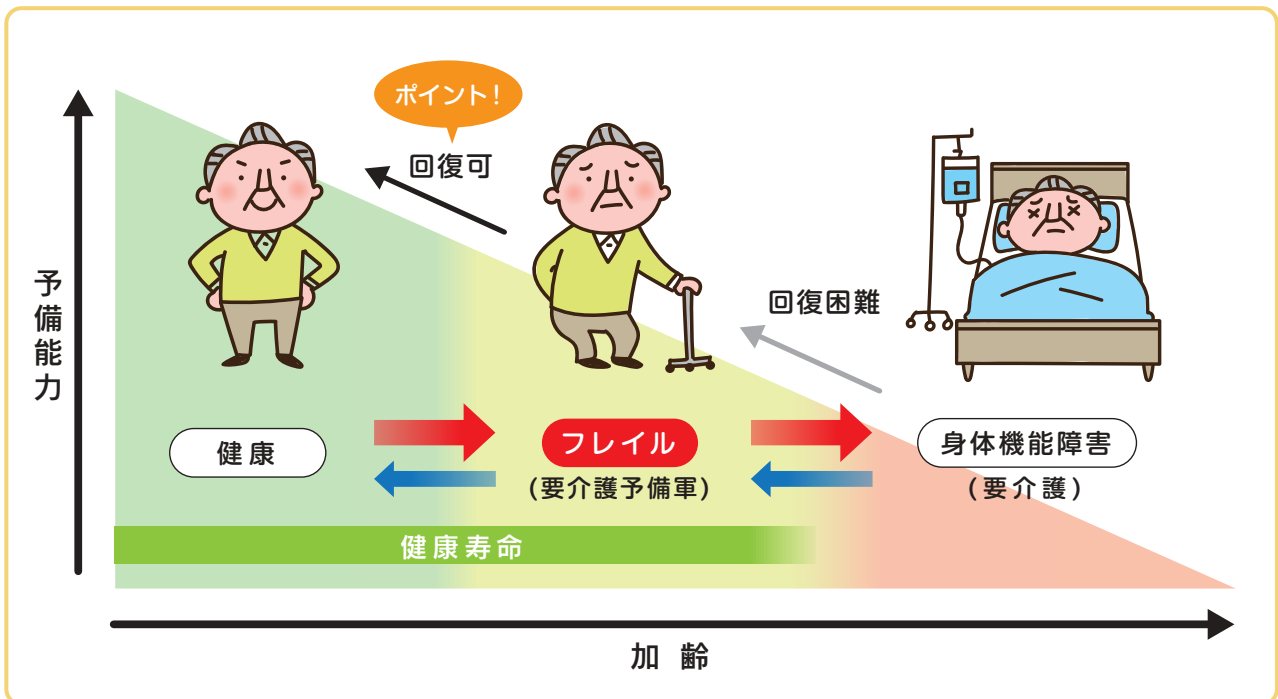 ポイント!
回復可
回復困難
予備能力
健康
フレイル
(要介護予備軍)
身体機能障害
(要介護)
健康寿命
加齢